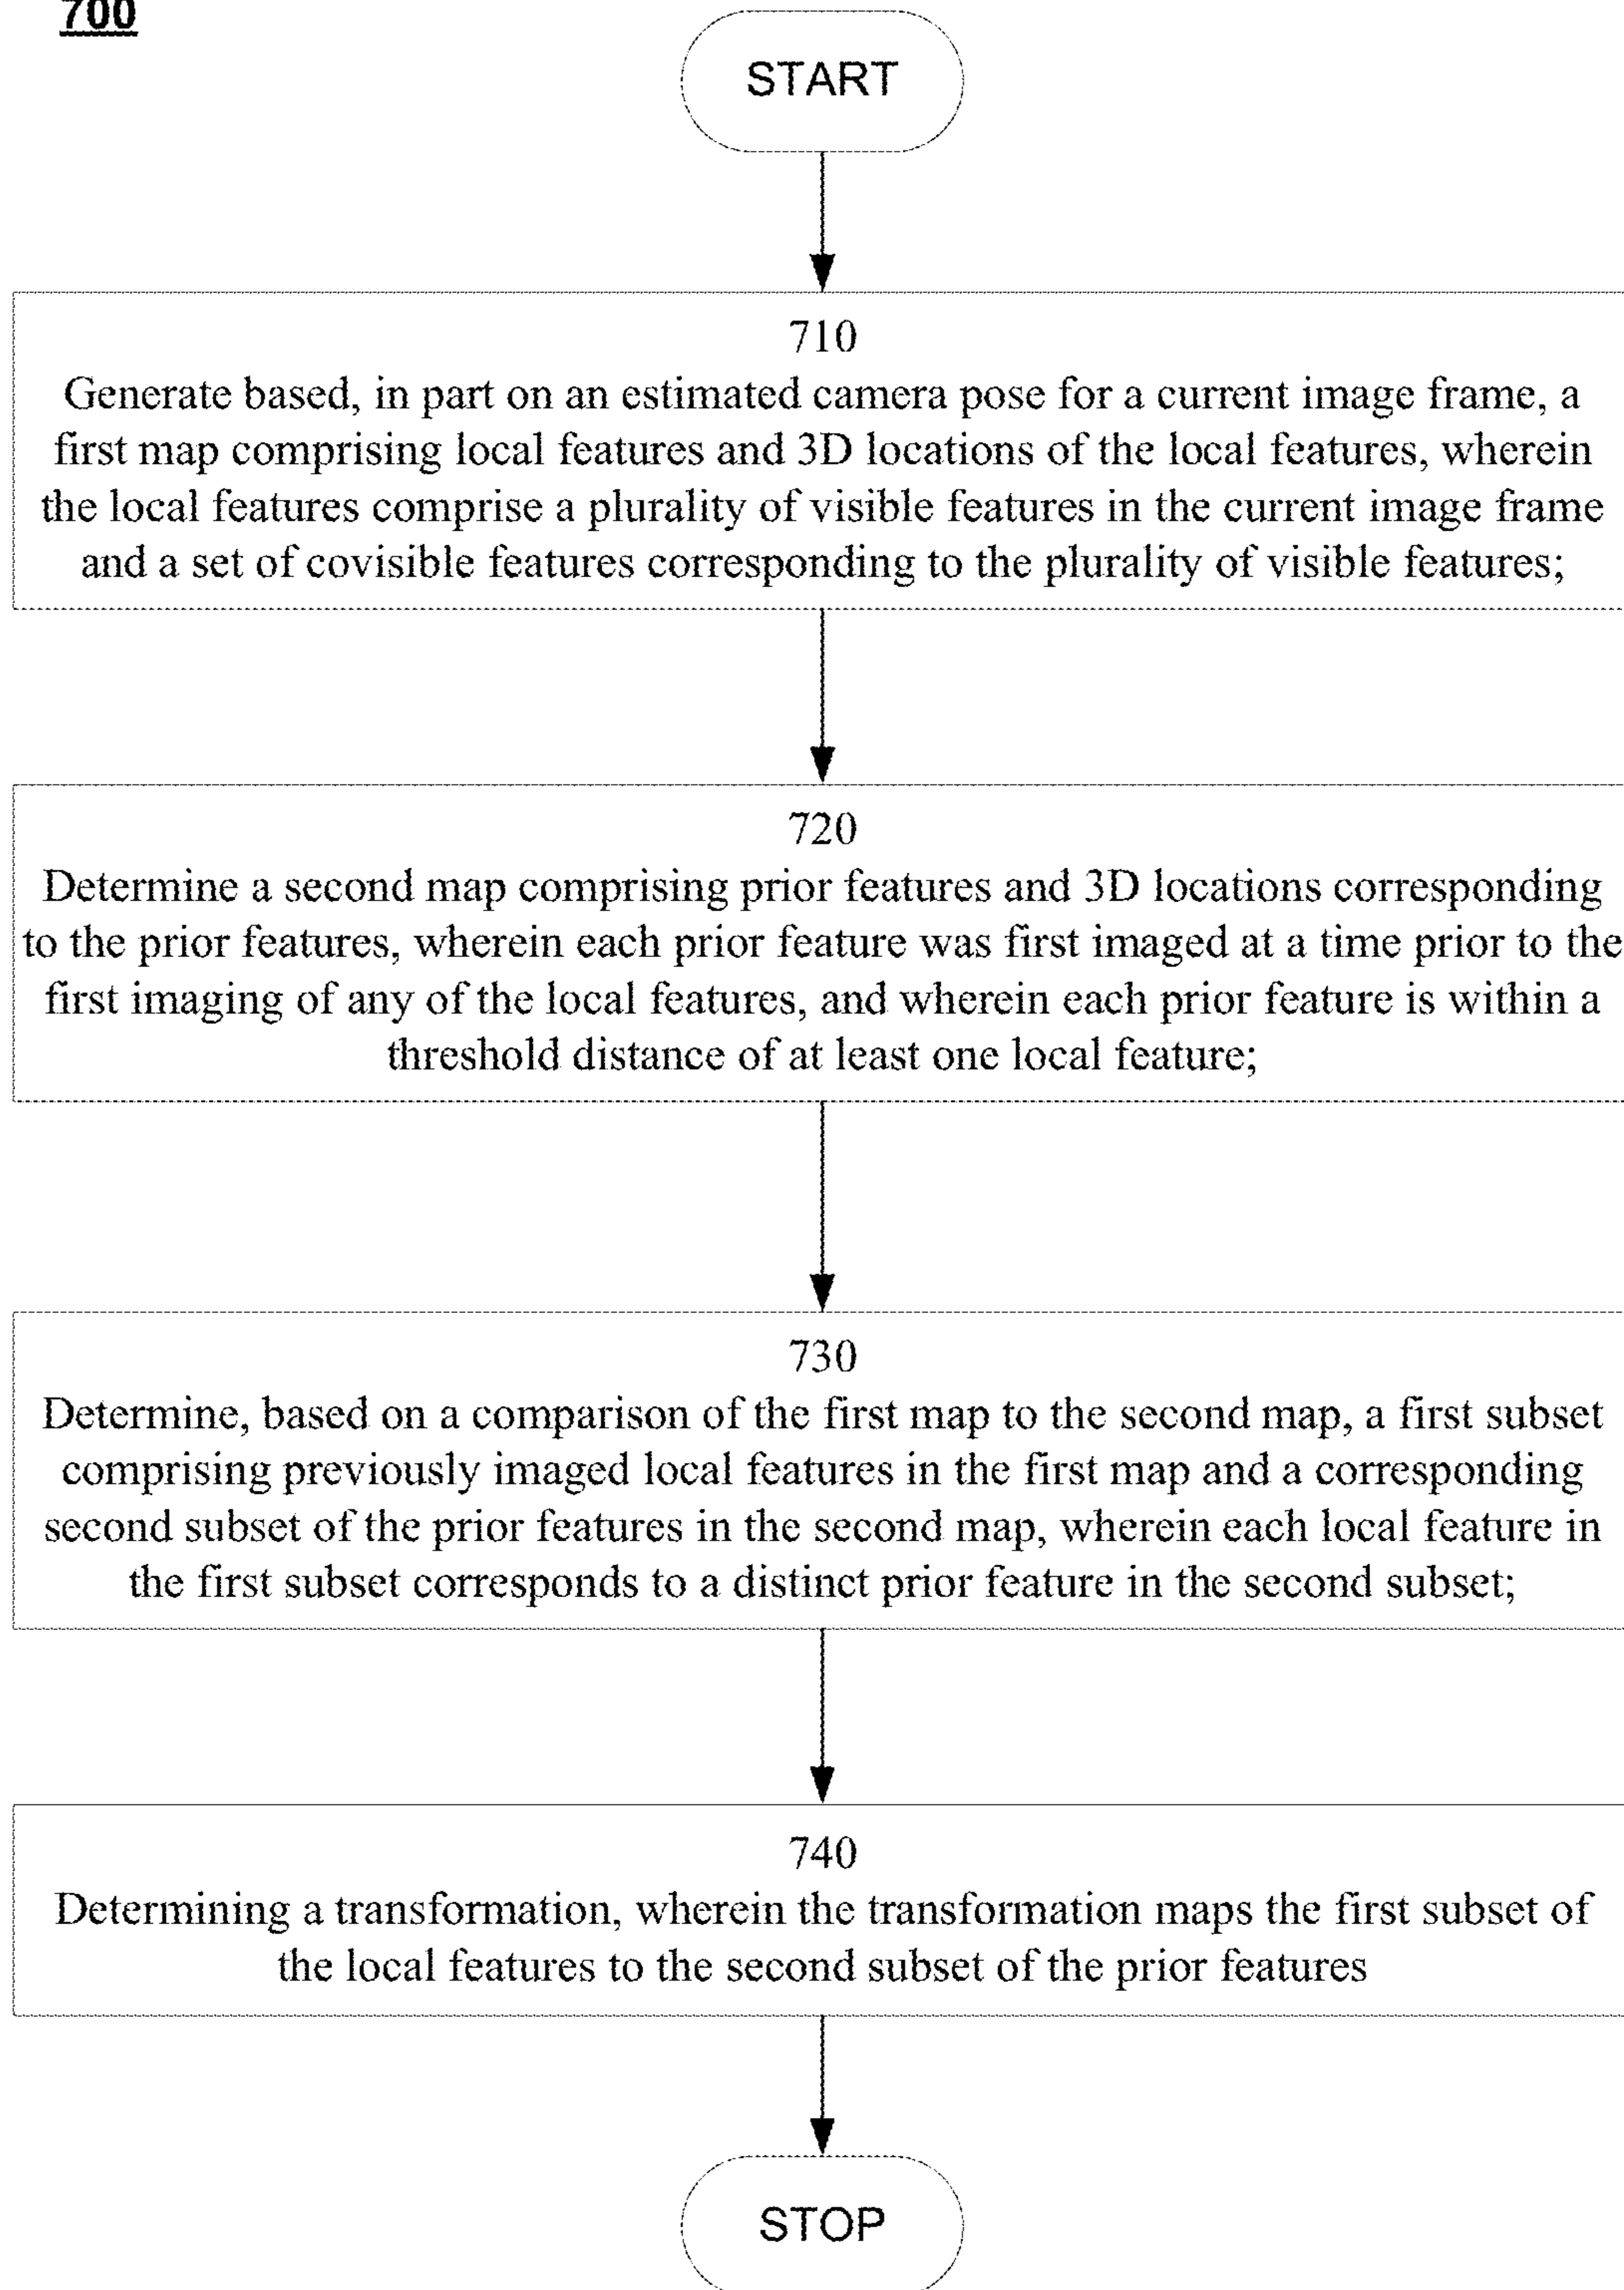 700
START
710
Generate based, in part on an estimated camera pose for a current image frame, a
first map comprising local features and 3D locations of the local features, wherein
the local features comprise a plurality of visible features in the current image frame
and a set of covisible features corresponding to the plurality of visible features;
720
Determine a second map comprising prior features and 3D locations corresponding
to the prior features, wherein each prior feature was first imaged at a time prior to the
first imaging of any of the local features, and wherein each prior feature is within a
threshold distance of at least one local feature;
730
Determine, based on a comparison of the first map to the second map, a first subset
comprising previously imaged local features in the first map and a corresponding
second subset of the prior features in the second map, wherein each local feature in
the first subset corresponds to a distinct prior feature in the second subset;
740
Determining a transformation, wherein the transformation maps the first subset of
the local features to the second subset of the prior features
STOP